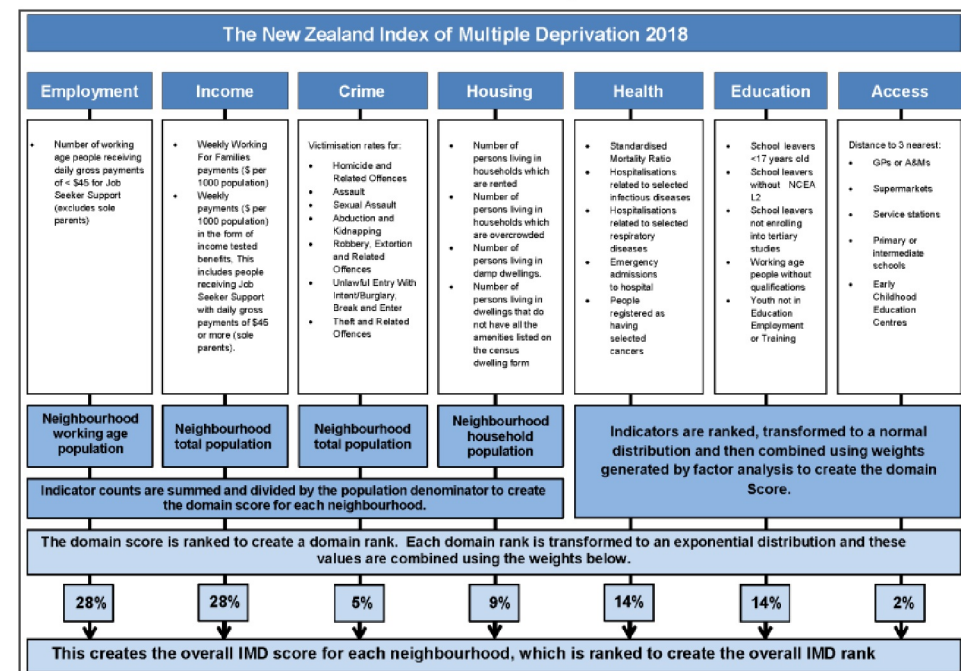 The New Zealand Index of Multiple Deprivation 2018
Employment
Income
Crime
Housing
Health
Education
Access
• Number of working
age people receiving
daily gross payments
of < $45 for Job
Seeker Support
(excludes sole
parents)
• Weekly Working
For Families
payments ($ per
1000 population)
• Weekly
payments ($ per
1000 population)
in the form of
income tested
benefits, This
includes people
receiving Job
Seeker Support
with daily gross
payments of $45
or more (sole
parents).
Victimisation rates for:
• Homicide and
Related Offences
• Assault
• Sexual Assault
• Abduction and
Kidnapping
• Robbery, Extortion
and Related
Offences
• Unlawful Entry With
Intent/Burglary,
Break and Enter
• Theft and Related
Offences
• Number of
persons living in
households which
are rented
• Number of
persons living in
households which
are overcrowded
• Number of
persons living in
damp dwellings.
• Number of
persons living in
dwellings that do
not have all the
amenities listed on
the census
dwelling form
• Standardised
Mortality Ratio
• Hospitalisations
related to selected
infectious diseases
• Hospitalisations
related to selected
respiratory
diseases
• Emergency
admissions
to hospital
• People
registered as
having
selected
cancers
• School leavers
<17 years old
• School leavers
without NCEA
L2
• School leavers
not enrolling
into tertiary
studies
• Working age
people without
qualifications
• Youth not in
Education
Employment
or Training
Distance to 3 nearest:
• GPs or A&Ms
• Supermarkets
• Service stations
• Primary or
intermediate
schools
• Early
Childhood
Education
Centres
Neighbourhood
working age
population
Neighbourhood
total population
Neighbourhood
total population
Neighbourhood
household
population
Indicators are ranked, transformed to a normal
distribution and then combined using weights
generated by factor analysis to create the domain
Score.
Indicator counts are summed and divided by the population denominator to create
the domain score for each neighbourhood.
The domain score is ranked to create a domain rank. Each domain rank is transformed to an exponential distribution and these
values are combined using the weights below.
28%
28%
5%
9%
14%
14%
2%
This creates the overall IMD score for each neighbourhood, which is ranked to create the overall IMD rank